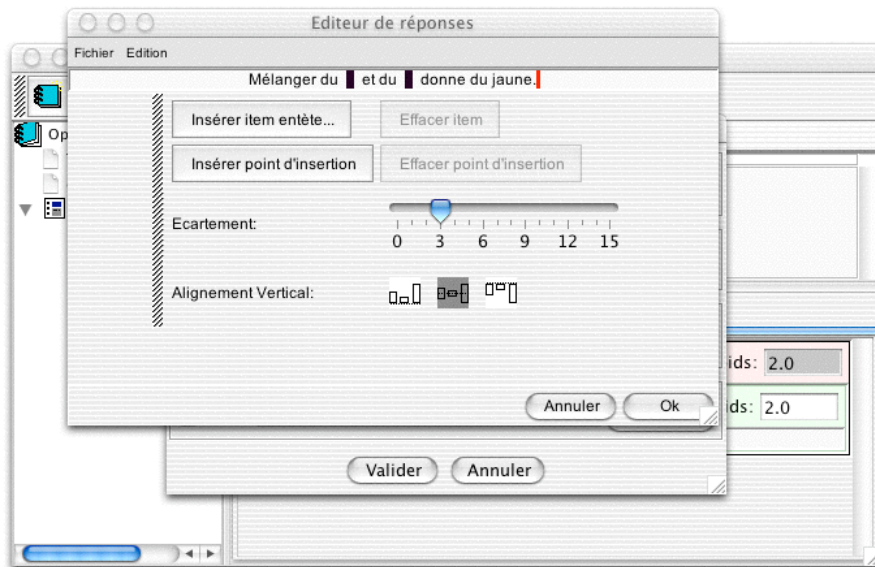 Editeur de réponses
Fichier Edition
Mélanger du et du donne du jaune.
Insérer item entête... Effacer item
Op
Insérer point d'insertion Effacer point d'insertion
Ecartement:
0 3 6 9 12 15
Alignement Vertical:
ids: 2.0
Annuler Ok
ids: 2.0
Valider Annuler